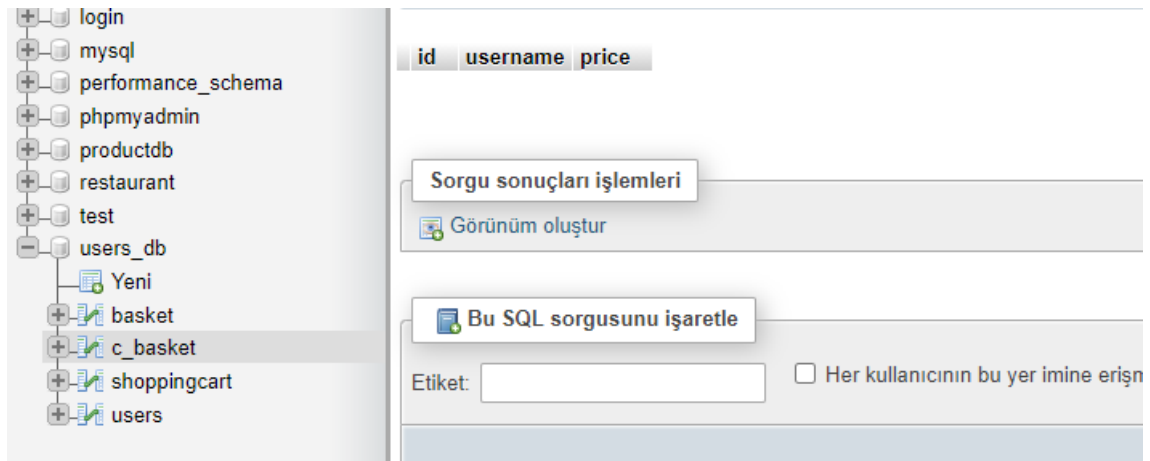 login
mysql
performance_schema
phpmyadmin
productdb
restaurant
test
users_db
Yeni
basket
c_basket
shoppingcart
users
id username price
Sorgu sonuçları işlemleri
Görünüm oluştur
Bu SQL sorgusunu işaretle
Etiket:
Her kullanıcının bu yer imine